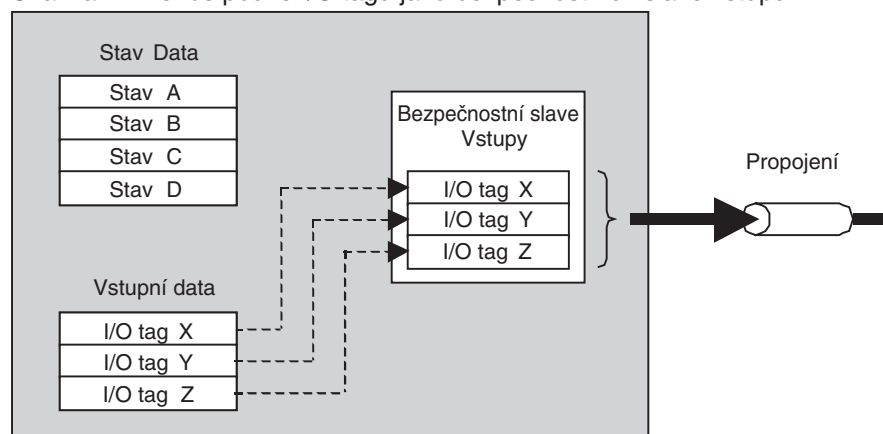 Stav Data
Stav A
Stav B
Stav C
Stav D
Bezpečnostní slave
Vstupy
I/O tag X
I/O tag Y
I/O tag Z
Propojení
Vstupní data
I/O tag X
I/O tag Y
I/O tag Z